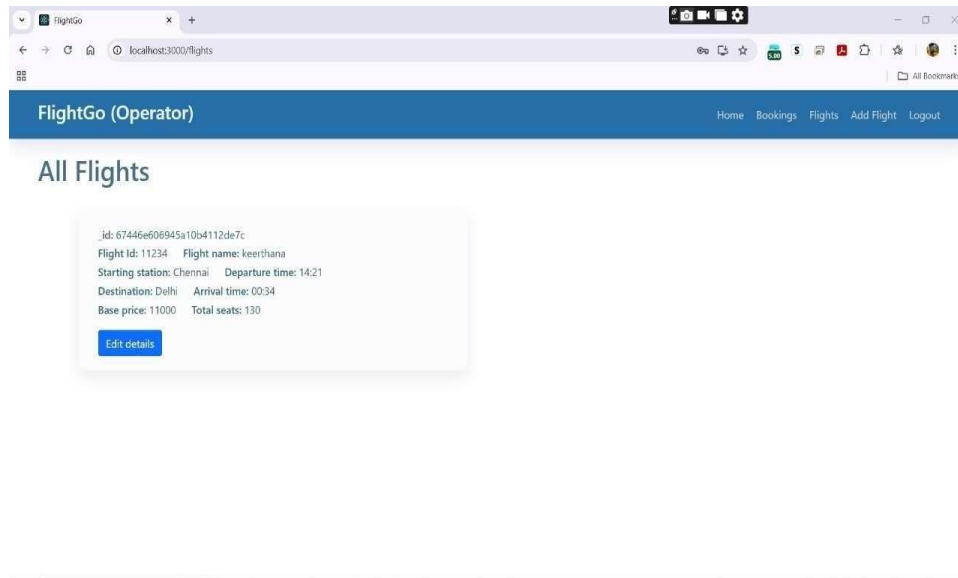 FlightGo
localhost:3000/flights
5.00 S
All Bookmarks
FlightGo (Operator) Home Bookings Flights Add Flight Logout
All Flights
_id: 67446e606945a10b4112de7c
Flight Id: 11234 Flight name: keerthana
Starting station: Chennai Departure time: 14:21
Destination: Delhi Arrival time: 00:34
Base price: 11000 Total seats: 130
Edit details